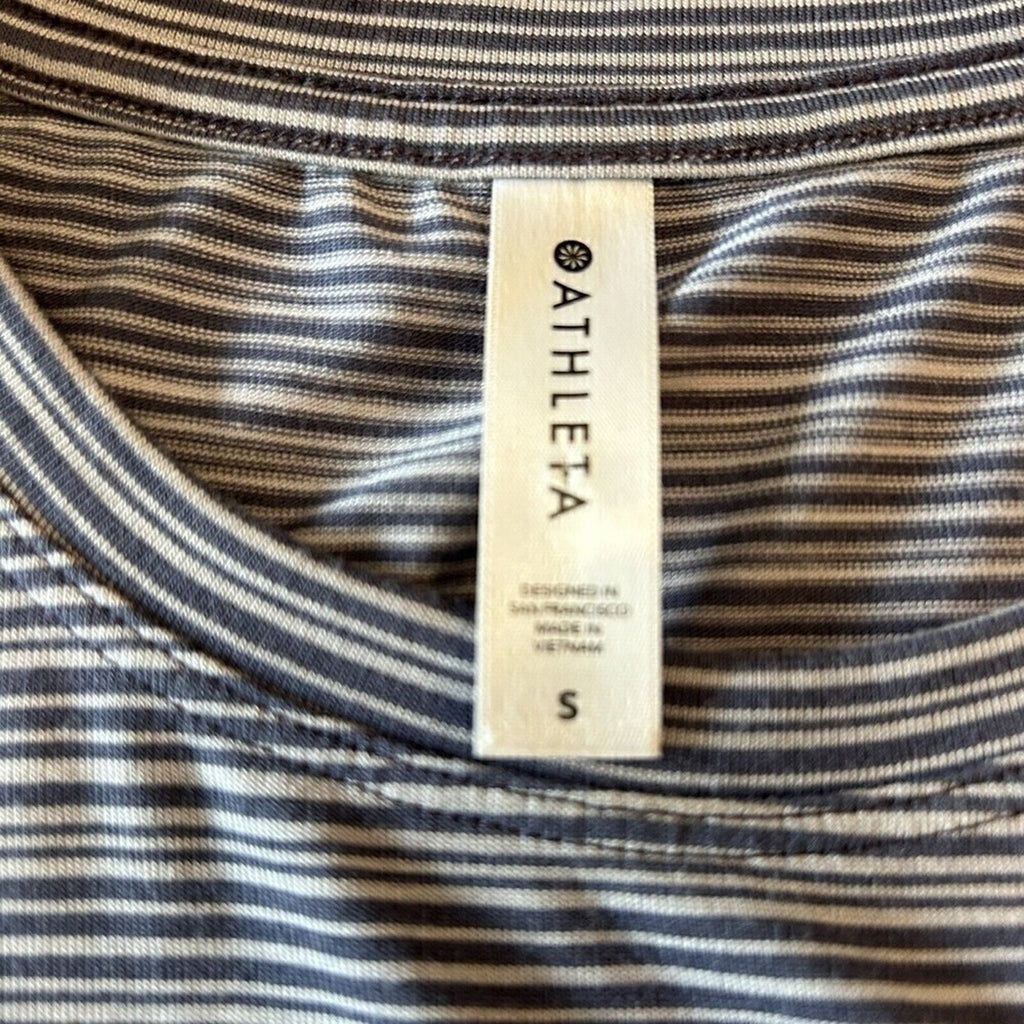 ATHLETA
DESIGNED IN
SAN FRANCISCO
MADE IN
VIETNAM
S